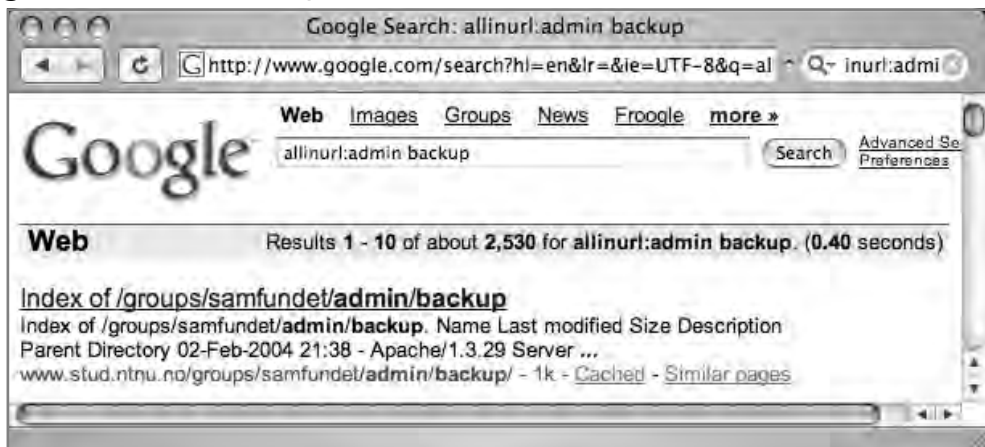 Google Search: allinurl:admin backup
http://www.google.com/search?hl=en&lr=&ie=UTF-8&q=al
inurl:admi
Web Images Groups News Froogle more »
Google
allinurl:admin backup
Search
Advanced Se
Preferences
Web
Results 1 - 10 of about 2,530 for allinurl:admin backup. (0.40 seconds)
Index of /groups/samfundet/admin/backup
Index of /groups/samfundet/admin/backup. Name Last modified Size Description
Parent Directory 02-Feb-2004 21:38 - Apache/1.3.29 Server ...
www.stud.ntnu.no/groups/samfundet/admin/backup/ - 1k - Cached - Similar pages